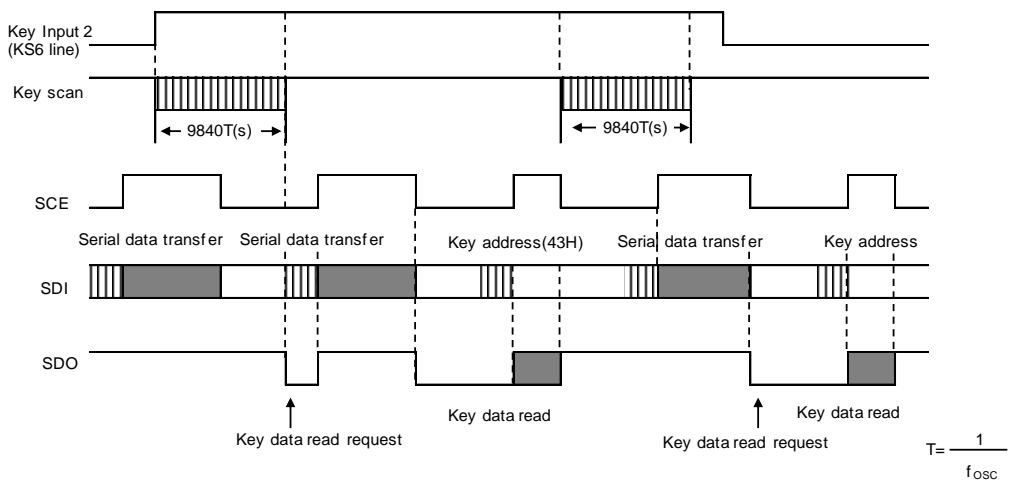 Key Input 2
(KS6 line)
Key scan
9840T(s) 9840T(s)
SCE
Serial data transfer Serial data transfer Key address(43H) Serial data transfer Key address
SDI
SDO
Key data read Key data read
Key data read request Key data read request
T= 1
fOSC